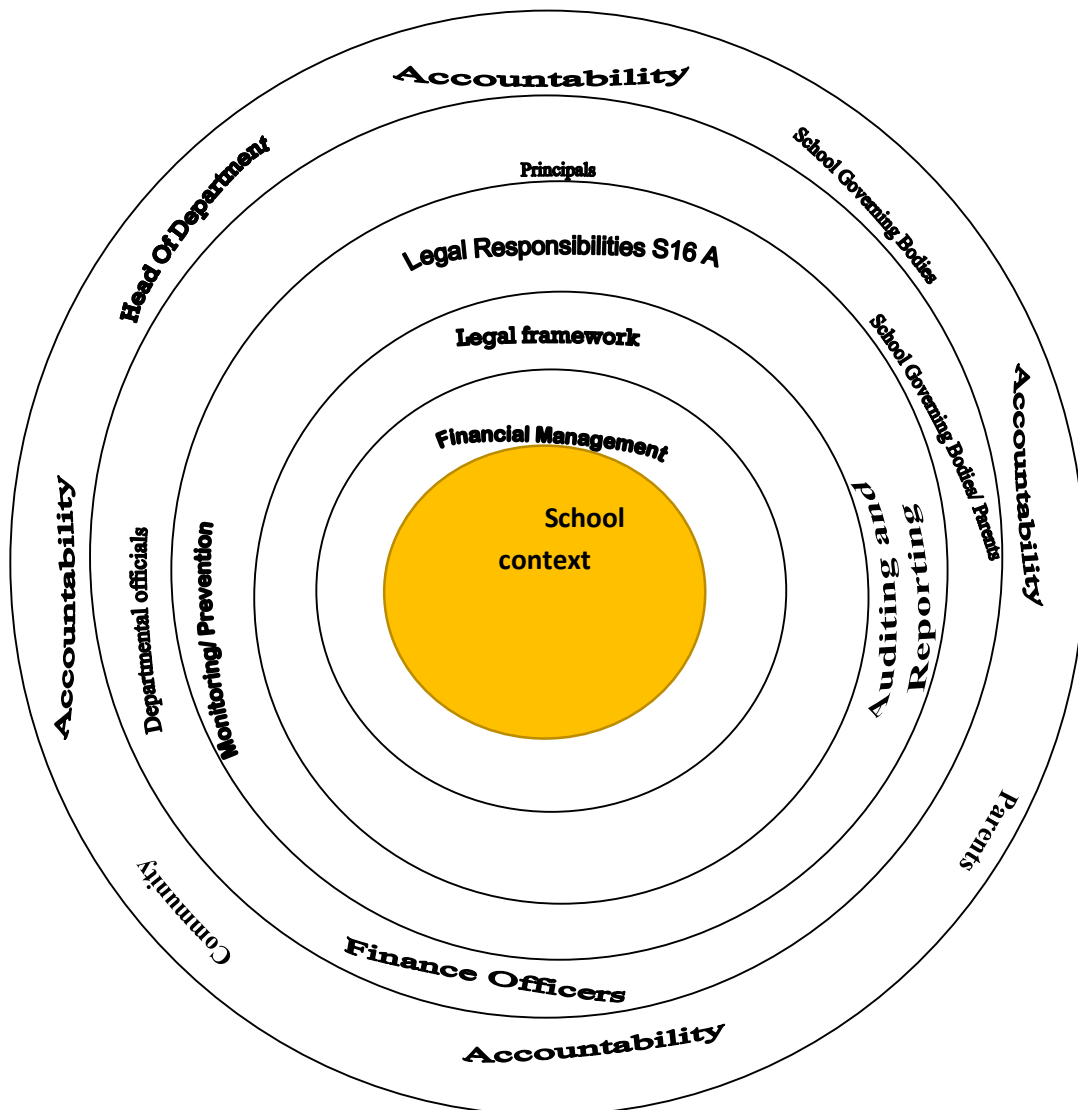 Accountability
Head Of Department
School Governing Bodies
Principals
Legal Responsibilities S16 A
Legal framework
School Governing Bodies/ Parents
Accountability
Financial Management
School
context
Auditing and
Reporting
Accountability
Departmental officials
Monitoring/ Prevention
Parents
Community
Finance Officers
Accountability